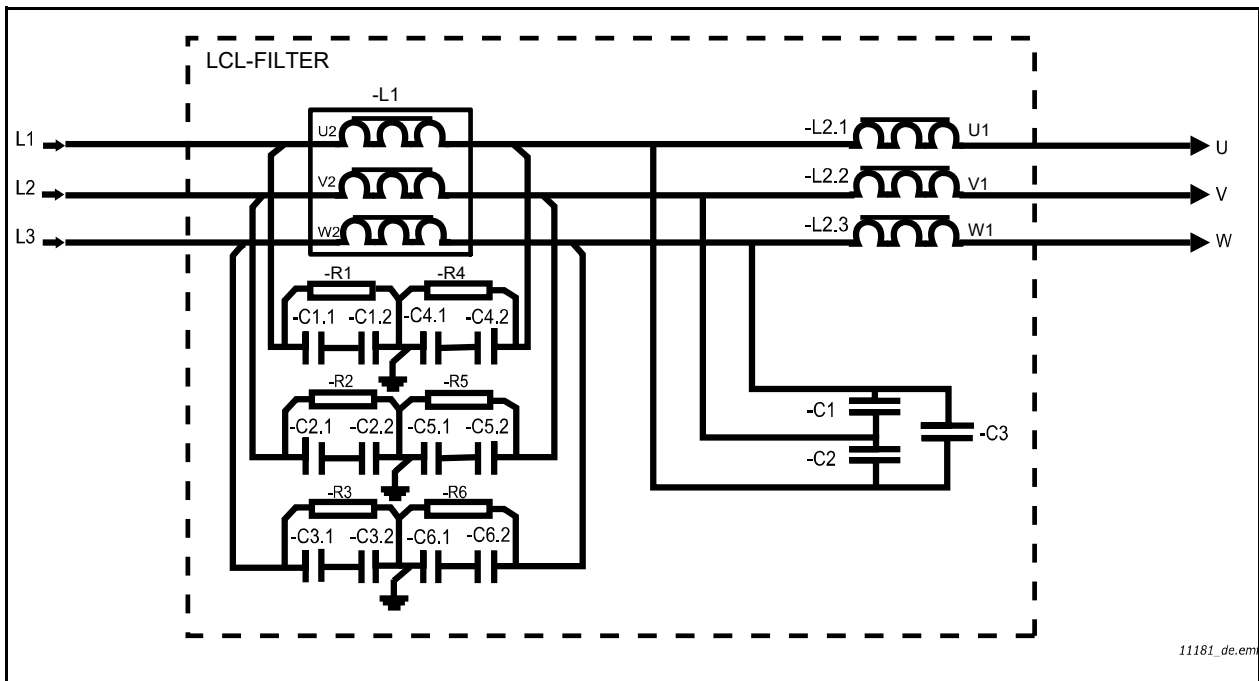 LCL-FILTER
-L1
L1
U2
-L2.1
U1
U
L2
V2
-L2.2
V1
V
L3
W2
-L2.3
W1
W
-R1
-R4
-C1.1
-C1.2
-C4.1
-C4.2
-R2
-R5
-C2.1
-C2.2
-C5.1
-C5.2
-C1
-C3
-C2
-R3
-R6
-C3.1
-C3.2
-C6.1
-C6.2
11181_de.em